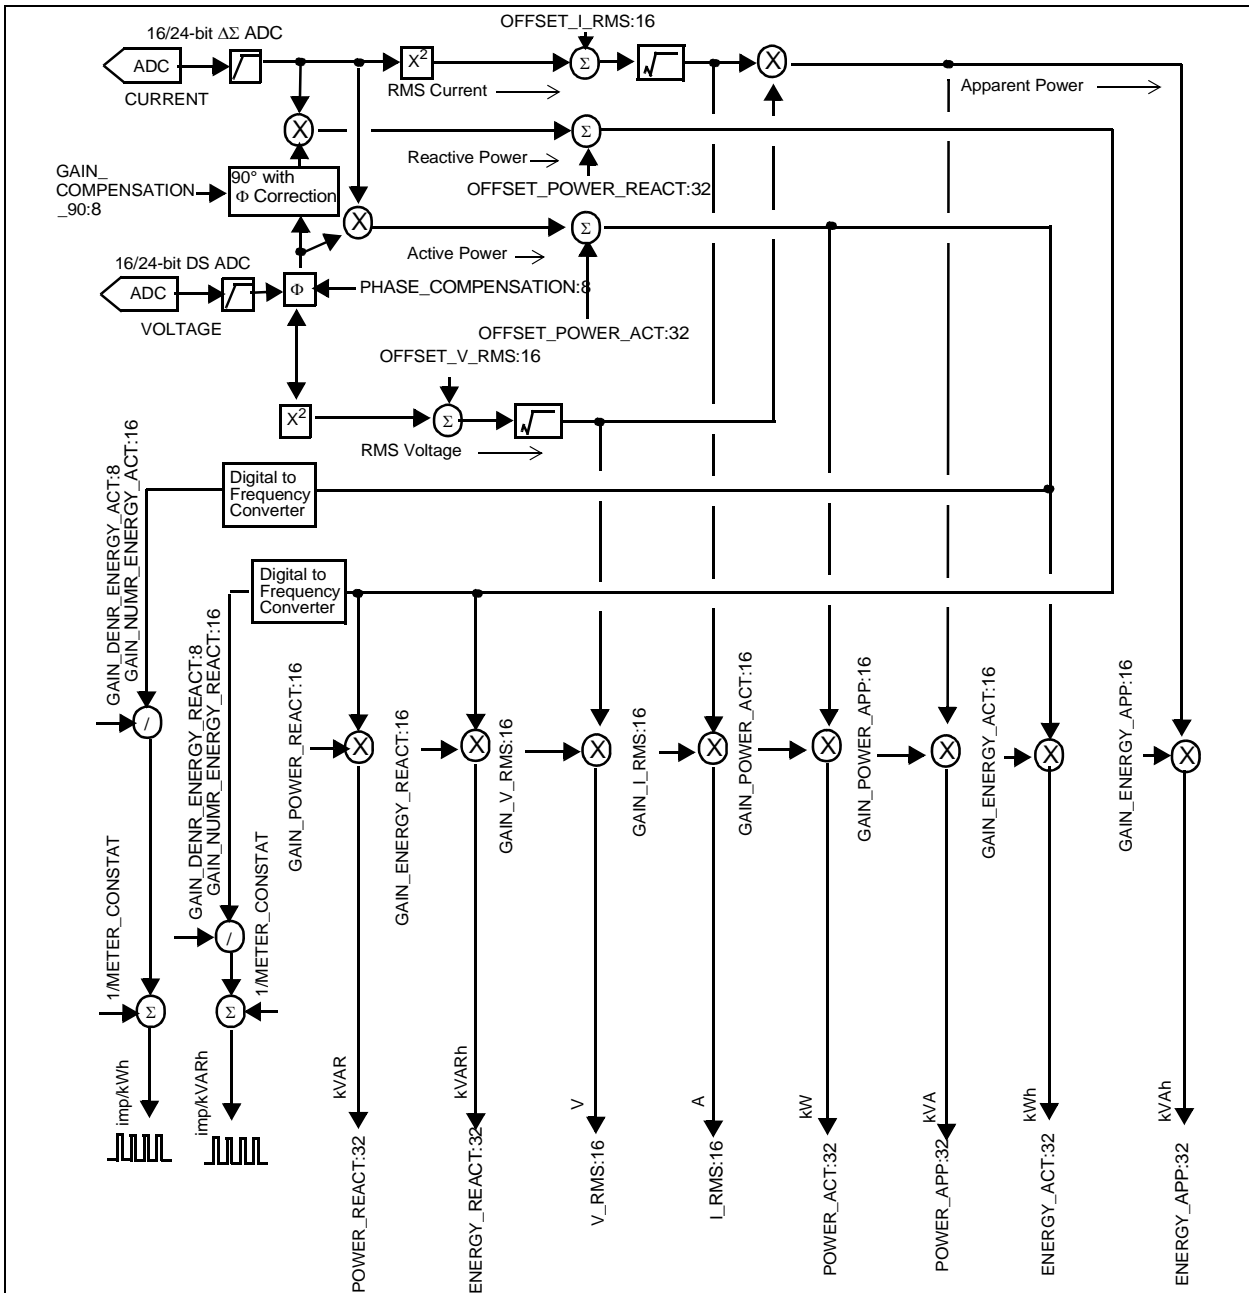 OFFSET_I_RMS:16
16/24-bit ΔΣ ADC
ADC
X²
Σ
√
X
CURRENT
RMS Current
Apparent Power
X
Σ
Reactive Power
GAIN_
COMPENSATION
_90:8
90° with
Φ Correction
OFFSET_POWER_REACT:32
X
Σ
Active Power
16/24-bit DS ADC
ADC
Φ
PHASE_COMPENSATION:8
VOLTAGE
OFFSET_POWER_ACT:32
OFFSET_V_RMS:16
X²
Σ
√
RMS Voltage
Digital to
Frequency
Converter
GAIN_DENR_ENERGY_ACT:8
GAIN_NUMR_ENERGY_ACT:16
Digital to
Frequency
Converter
GAIN_DENR_ENERGY_REACT:8
GAIN_NUMR_ENERGY_REACT:16
GAIN_POWER_REACT:16
GAIN_ENERGY_REACT:16
GAIN_V_RMS:16
GAIN_I_RMS:16
GAIN_POWER_ACT:16
GAIN_POWER_APP:16
GAIN_ENERGY_ACT:16
GAIN_ENERGY_APP:16
/
X
X
X
X
X
X
X
X
/
1/METER_CONSTAT
1/METER_CONSTAT
Σ
Σ
imp/kWh
imp/kVARh
kVAR
kVARh
V
A
kW
kVA
kWh
kVAh
POWER_REACT:32
ENERGY_REACT:32
V_RMS:16
I_RMS:16
POWER_ACT:32
POWER_APP:32
ENERGY_ACT:32
ENERGY_APP:32